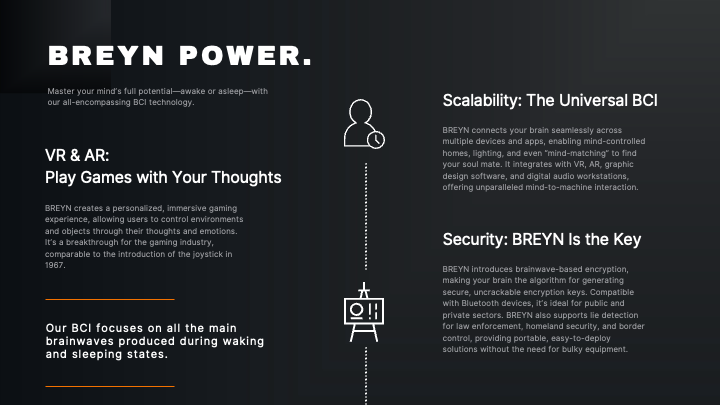 BREYN POWER.
Master your mind's full potential—awake or asleep—with
our all-encompassing BCI technology.
VR & AR:
Play Games with Your Thoughts
BREYN creates a personalized, immersive gaming
experience, allowing users to control environments
and objects through their thoughts and emotions.
It's a breakthrough for the gaming industry,
comparable to the introduction of the joystick in
1967.
Our BCI focuses on all the main
brainwaves produced during waking
and sleeping states.
Scalability: The Universal BCI
BREYN connects your brain seamlessly across
multiple devices and apps, enabling mind-controlled
homes, lighting, and even "mind-matching" to find
your soul mate. It integrates with VR, AR, graphic
design software, and digital audio workstations,
offering unparalleled mind-to-machine interaction.
Security: BREYN Is the Key
BREYN introduces brainwave-based encryption,
making your brain the algorithm for generating
secure, uncrackable encryption keys. Compatible
with Bluetooth devices, it's ideal for public and
private sectors. BREYN also supports lie detection
for law enforcement, homeland security, and border
control, providing portable, easy-to-deploy
solutions without the need for bulky equipment.